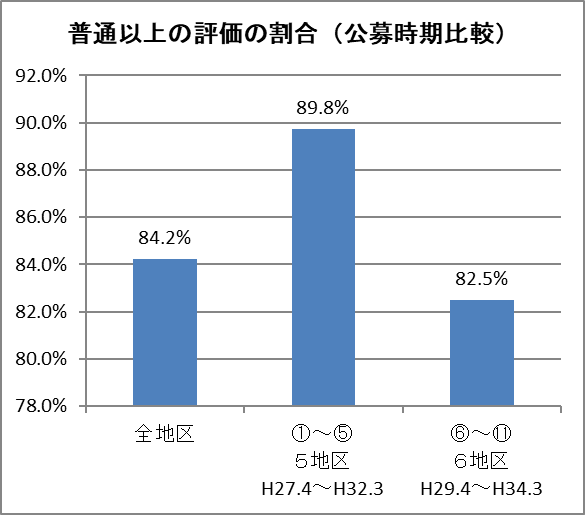 普通以上の評価の割合（公募時期比較）
92.0%
90.0%
88.0%
86.0%
84.0%
82.0%
80.0%
78.0%
84.2%
89.8%
82.5%
全地区
①～⑤
５地区
H27.4～H32.3
⑥～⑪
６地区
H29.4～H34.3